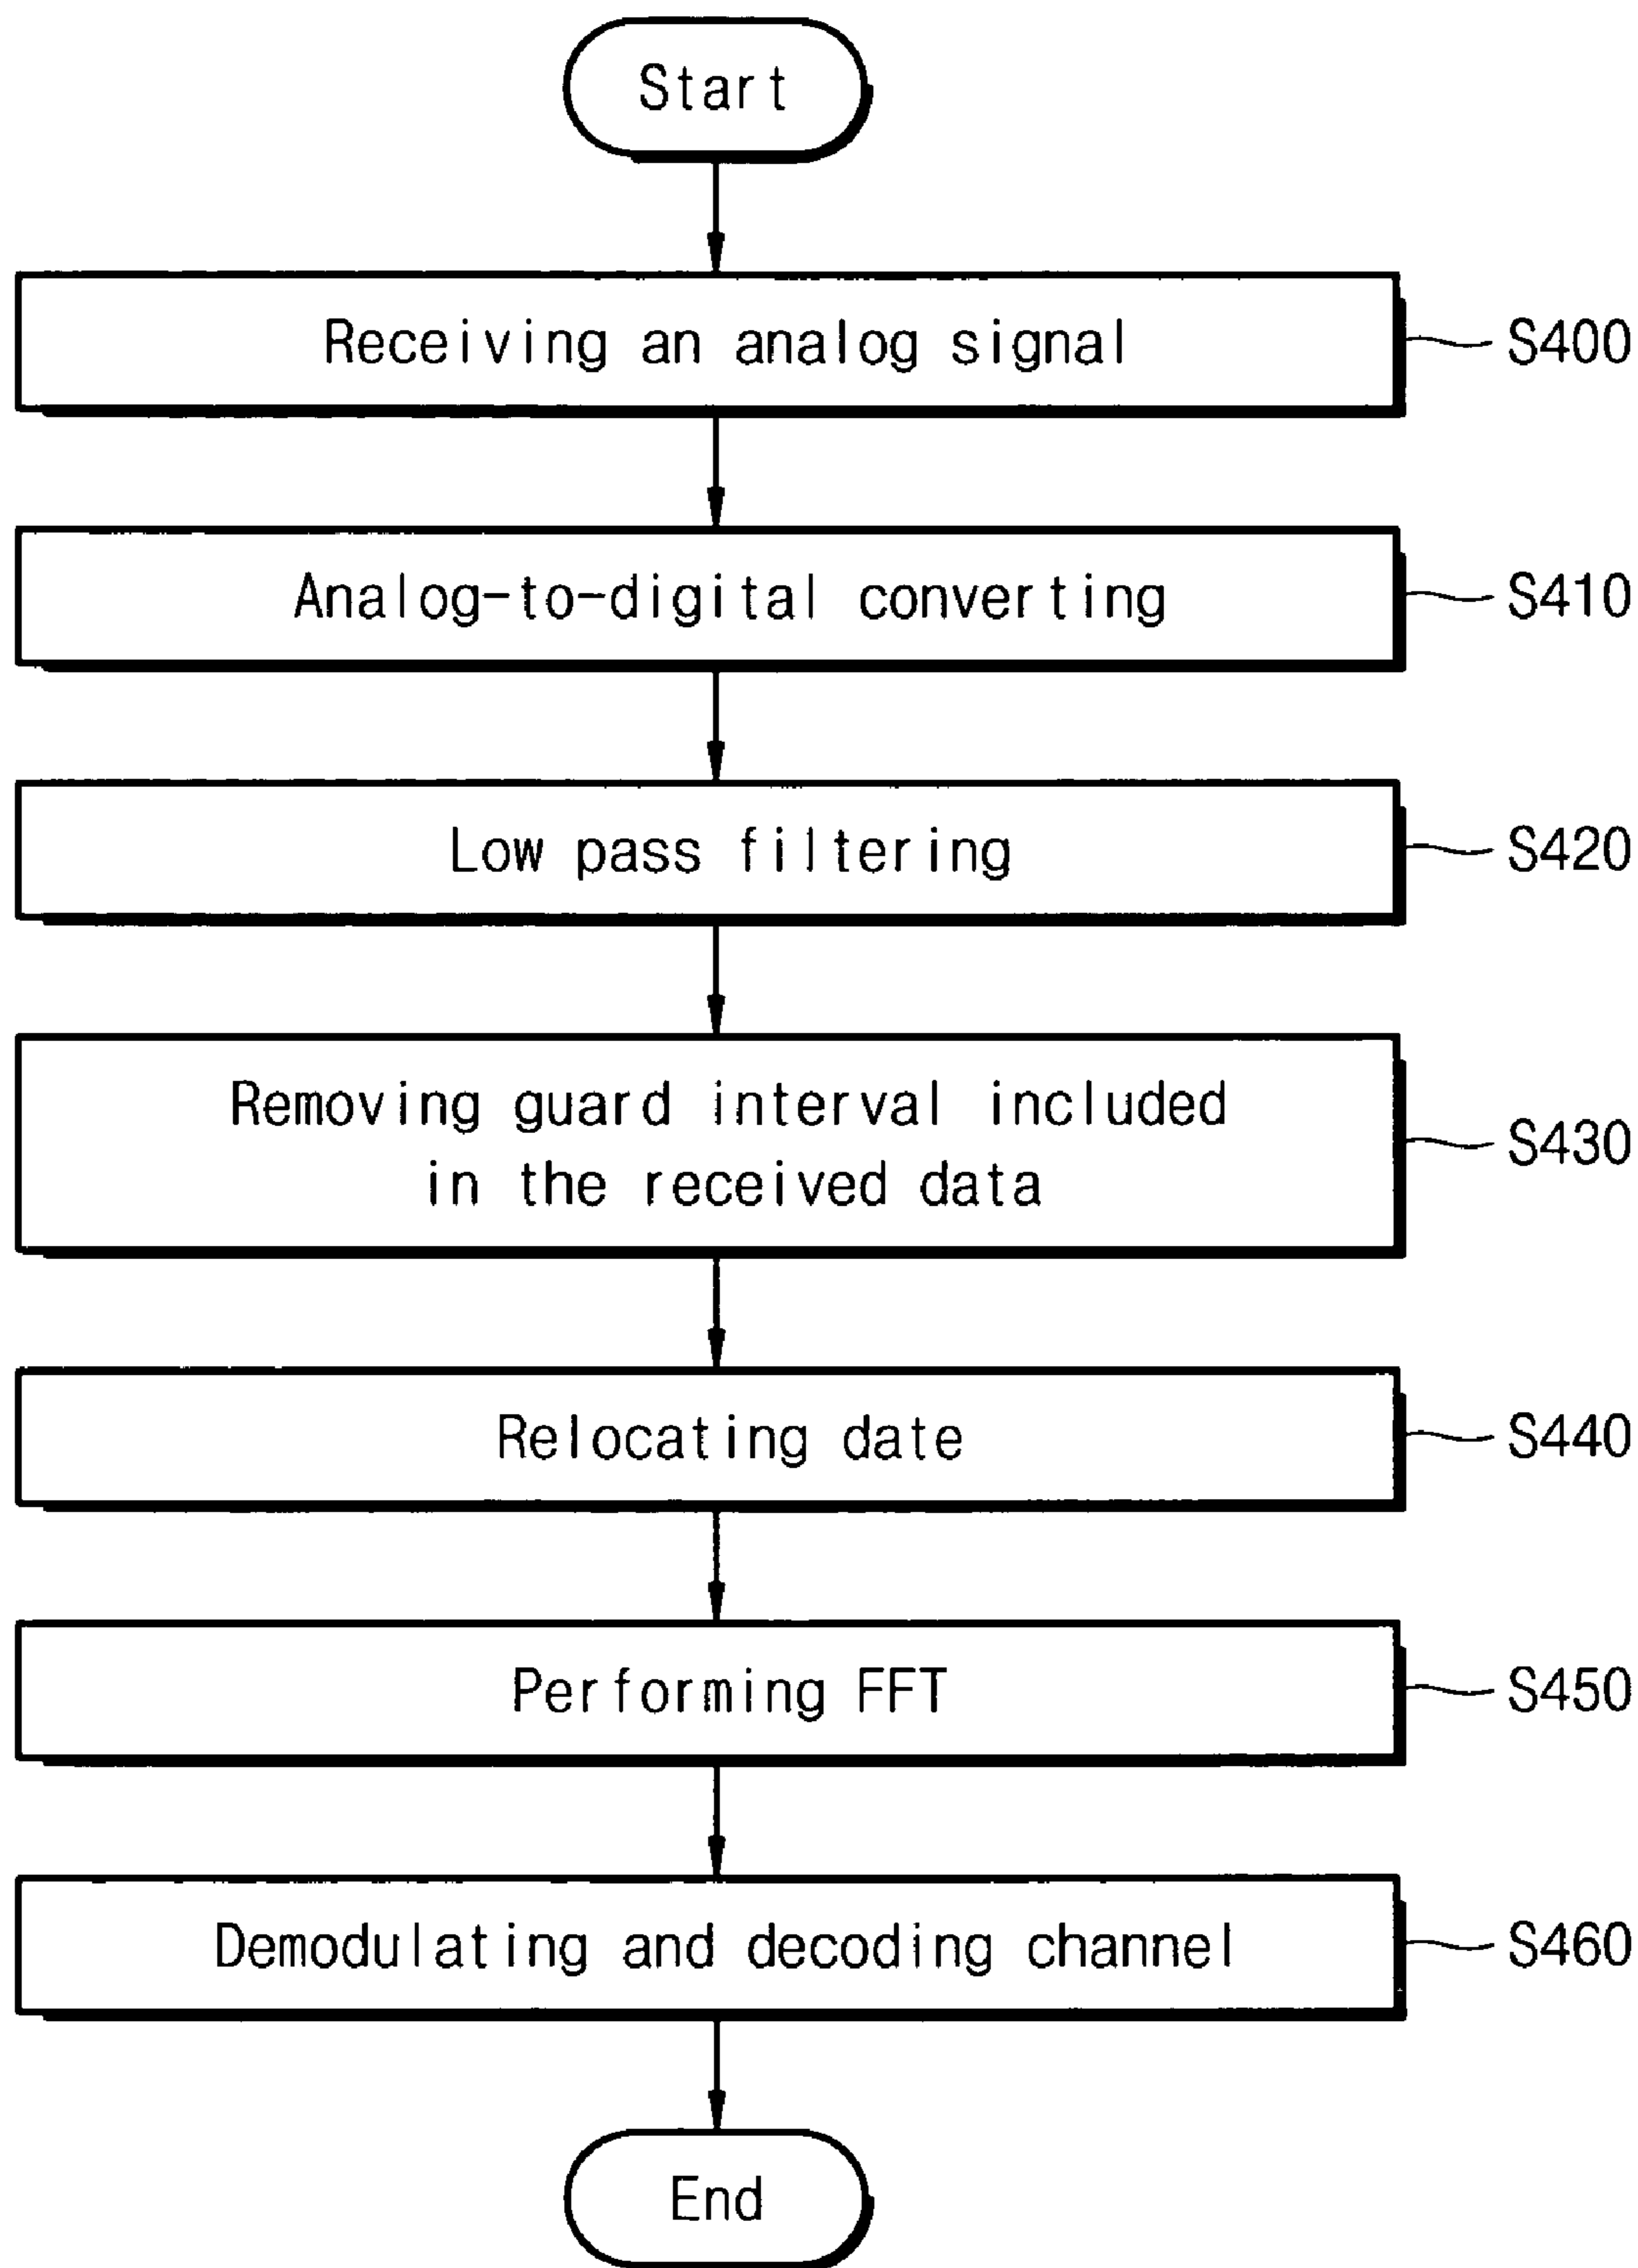 Start
Receiving an analog signal
S400
Analog-to-digital converting
S410
Low pass filtering
S420
Removing guard interval included
in the received data
S430
Relocating date
S440
Performing FFT
S450
Demodulating and decoding channel
S460
End